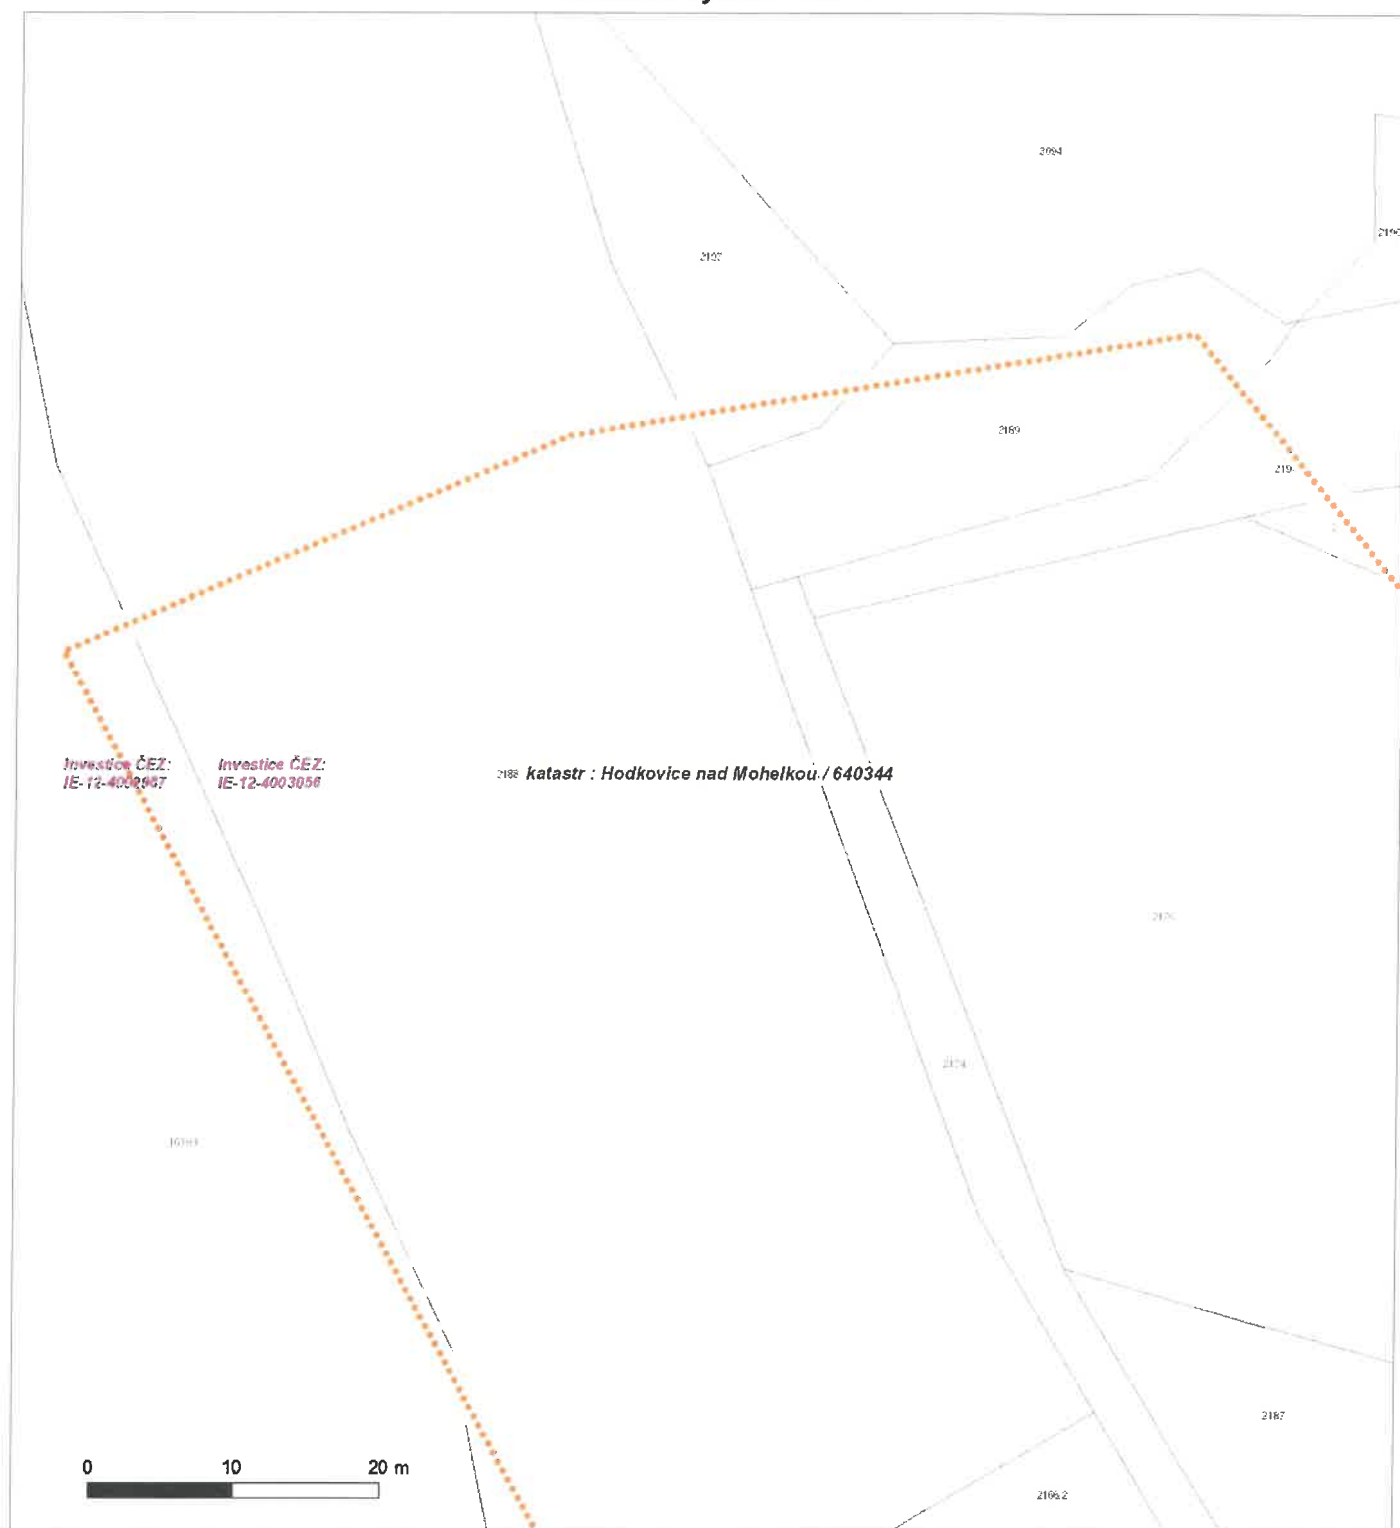 2094
2197
2189
Investice ČEZ:
Investice ČEZ:
IE-12-4003056
2188 katastr : Hodkovice nad Mohelkou / 640344
2174
2187
0 10 20 m